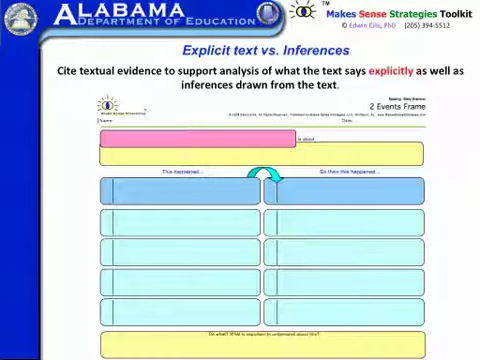 ALABAMA
DEPARTMENT OF EDUCATION
TM
Makes Sense Strategies Toolkit
© Edwin Ellis, PhD (205) 394-5512
Explicit text vs. Inferences
Cite textual evidence to support analysis of what the text says explicitly as well as
inferences drawn from the text.
2 Events Frame
Name
Date:
is about
This happened...
So then this happened...
So what? What is important to understand about this?